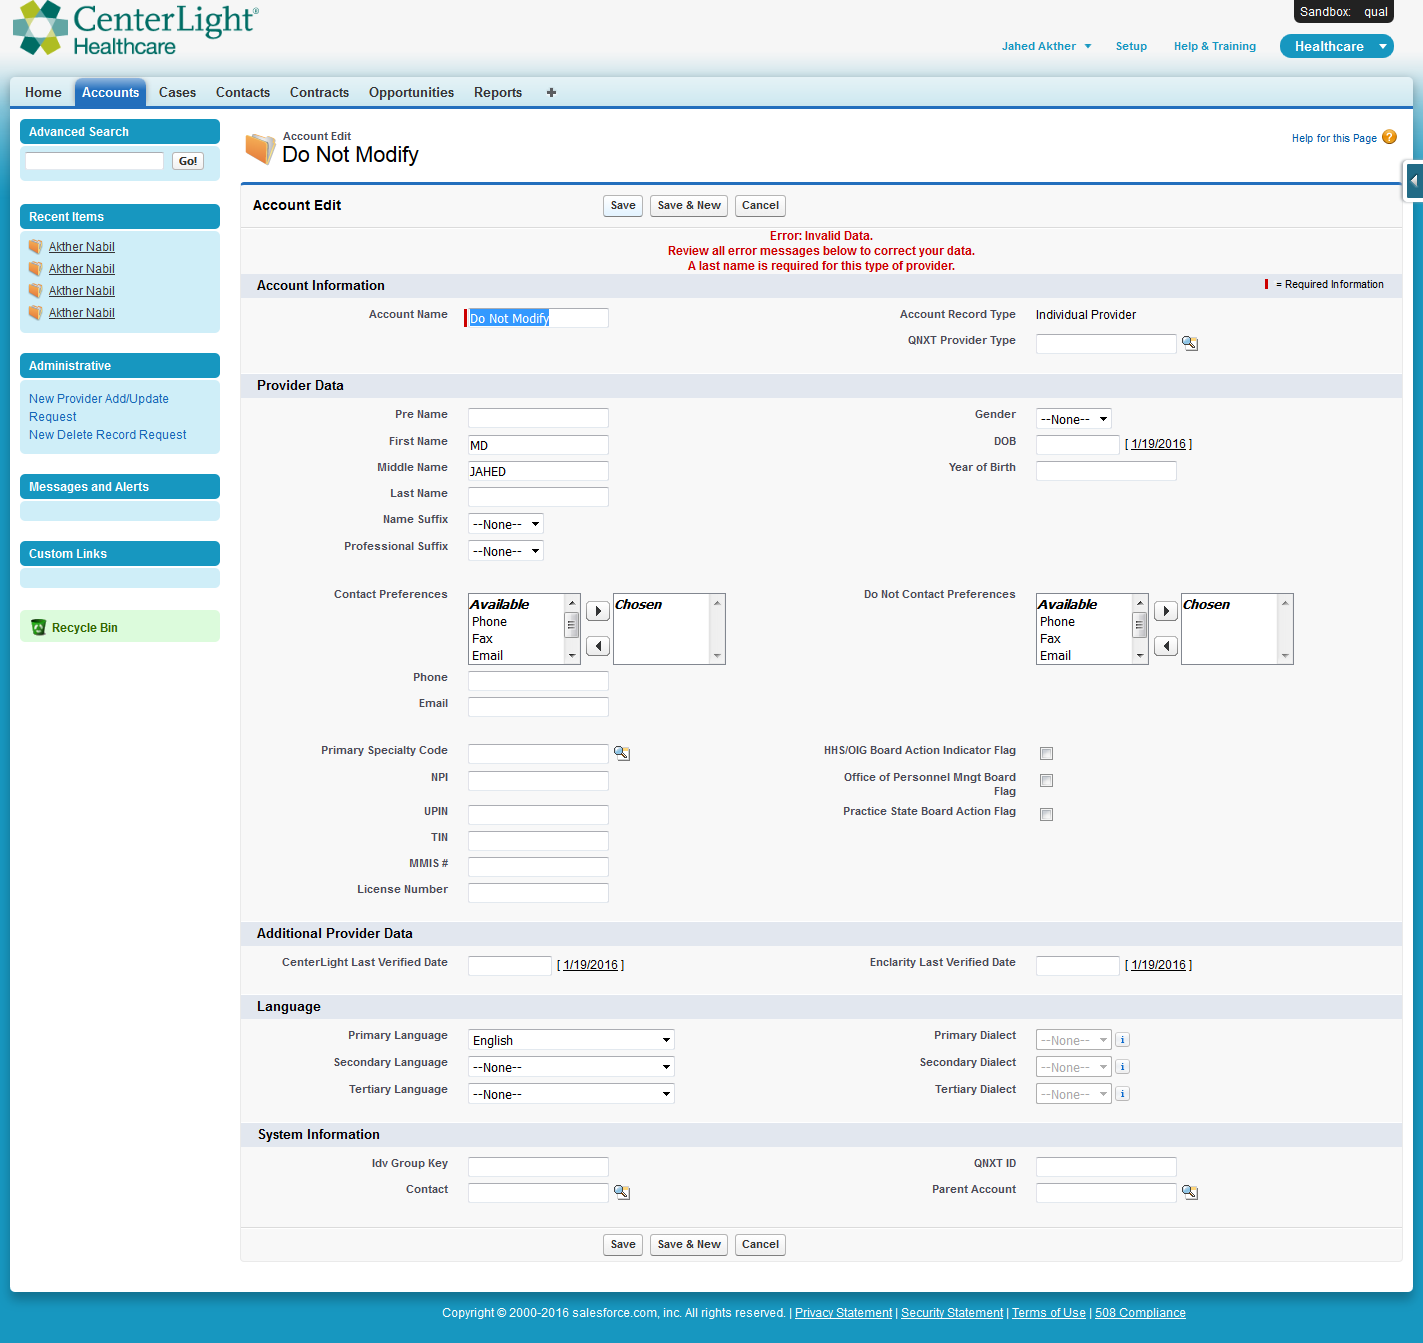 CenterLight®
Healthcare
Sandbox: qual
Jahed Akther
Setup
Help & Training
Healthcare
Home
Accounts
Cases
Contacts
Contracts
Opportunities
Reports
+
Advanced Search
Go!
Recent Items
Akther Nabil
Akther Nabil
Akther Nabil
Akther Nabil
Administrative
New Provider Add/Update
Request
New Delete Record Request
Messages and Alerts
Custom Links
Recycle Bin
Account Edit
Do Not Modify
Help for this Page ?
Account Edit
Save
Save & New
Cancel
Error: Invalid Data.
Review all error messages below to correct your data.
A last name is required for this type of provider.
Account Information
= Required Information
Account Name
Do Not Modify
Account Record Type
Individual Provider
QNXT Provider Type
Provider Data
Pre Name
Gender
--None--
First Name
MD
DOB
[ 1/19/2016 ]
Middle Name
JAHED
Year of Birth
Last Name
Name Suffix
--None--
Professional Suffix
--None--
Contact Preferences
Available
Phone
Fax
Email
Chosen
Do Not Contact Preferences
Available
Phone
Fax
Email
Chosen
Phone
Email
Primary Specialty Code
HHS/OIG Board Action Indicator Flag
NPI
Office of Personnel Mngt Board
Flag
UPIN
Practice State Board Action Flag
TIN
MMIS #
License Number
Additional Provider Data
CenterLight Last Verified Date
[ 1/19/2016 ]
Enclarity Last Verified Date
[ 1/19/2016 ]
Language
Primary Language
English
Primary Dialect
--None--
i
Secondary Language
--None--
Secondary Dialect
--None--
i
Tertiary Language
--None--
Tertiary Dialect
--None--
i
System Information
Idv Group Key
QNXT ID
Contact
Parent Account
Save
Save & New
Cancel
Copyright © 2000-2016 salesforce.com, inc. All rights reserved. | Privacy Statement | Security Statement | Terms of Use | 508 Compliance